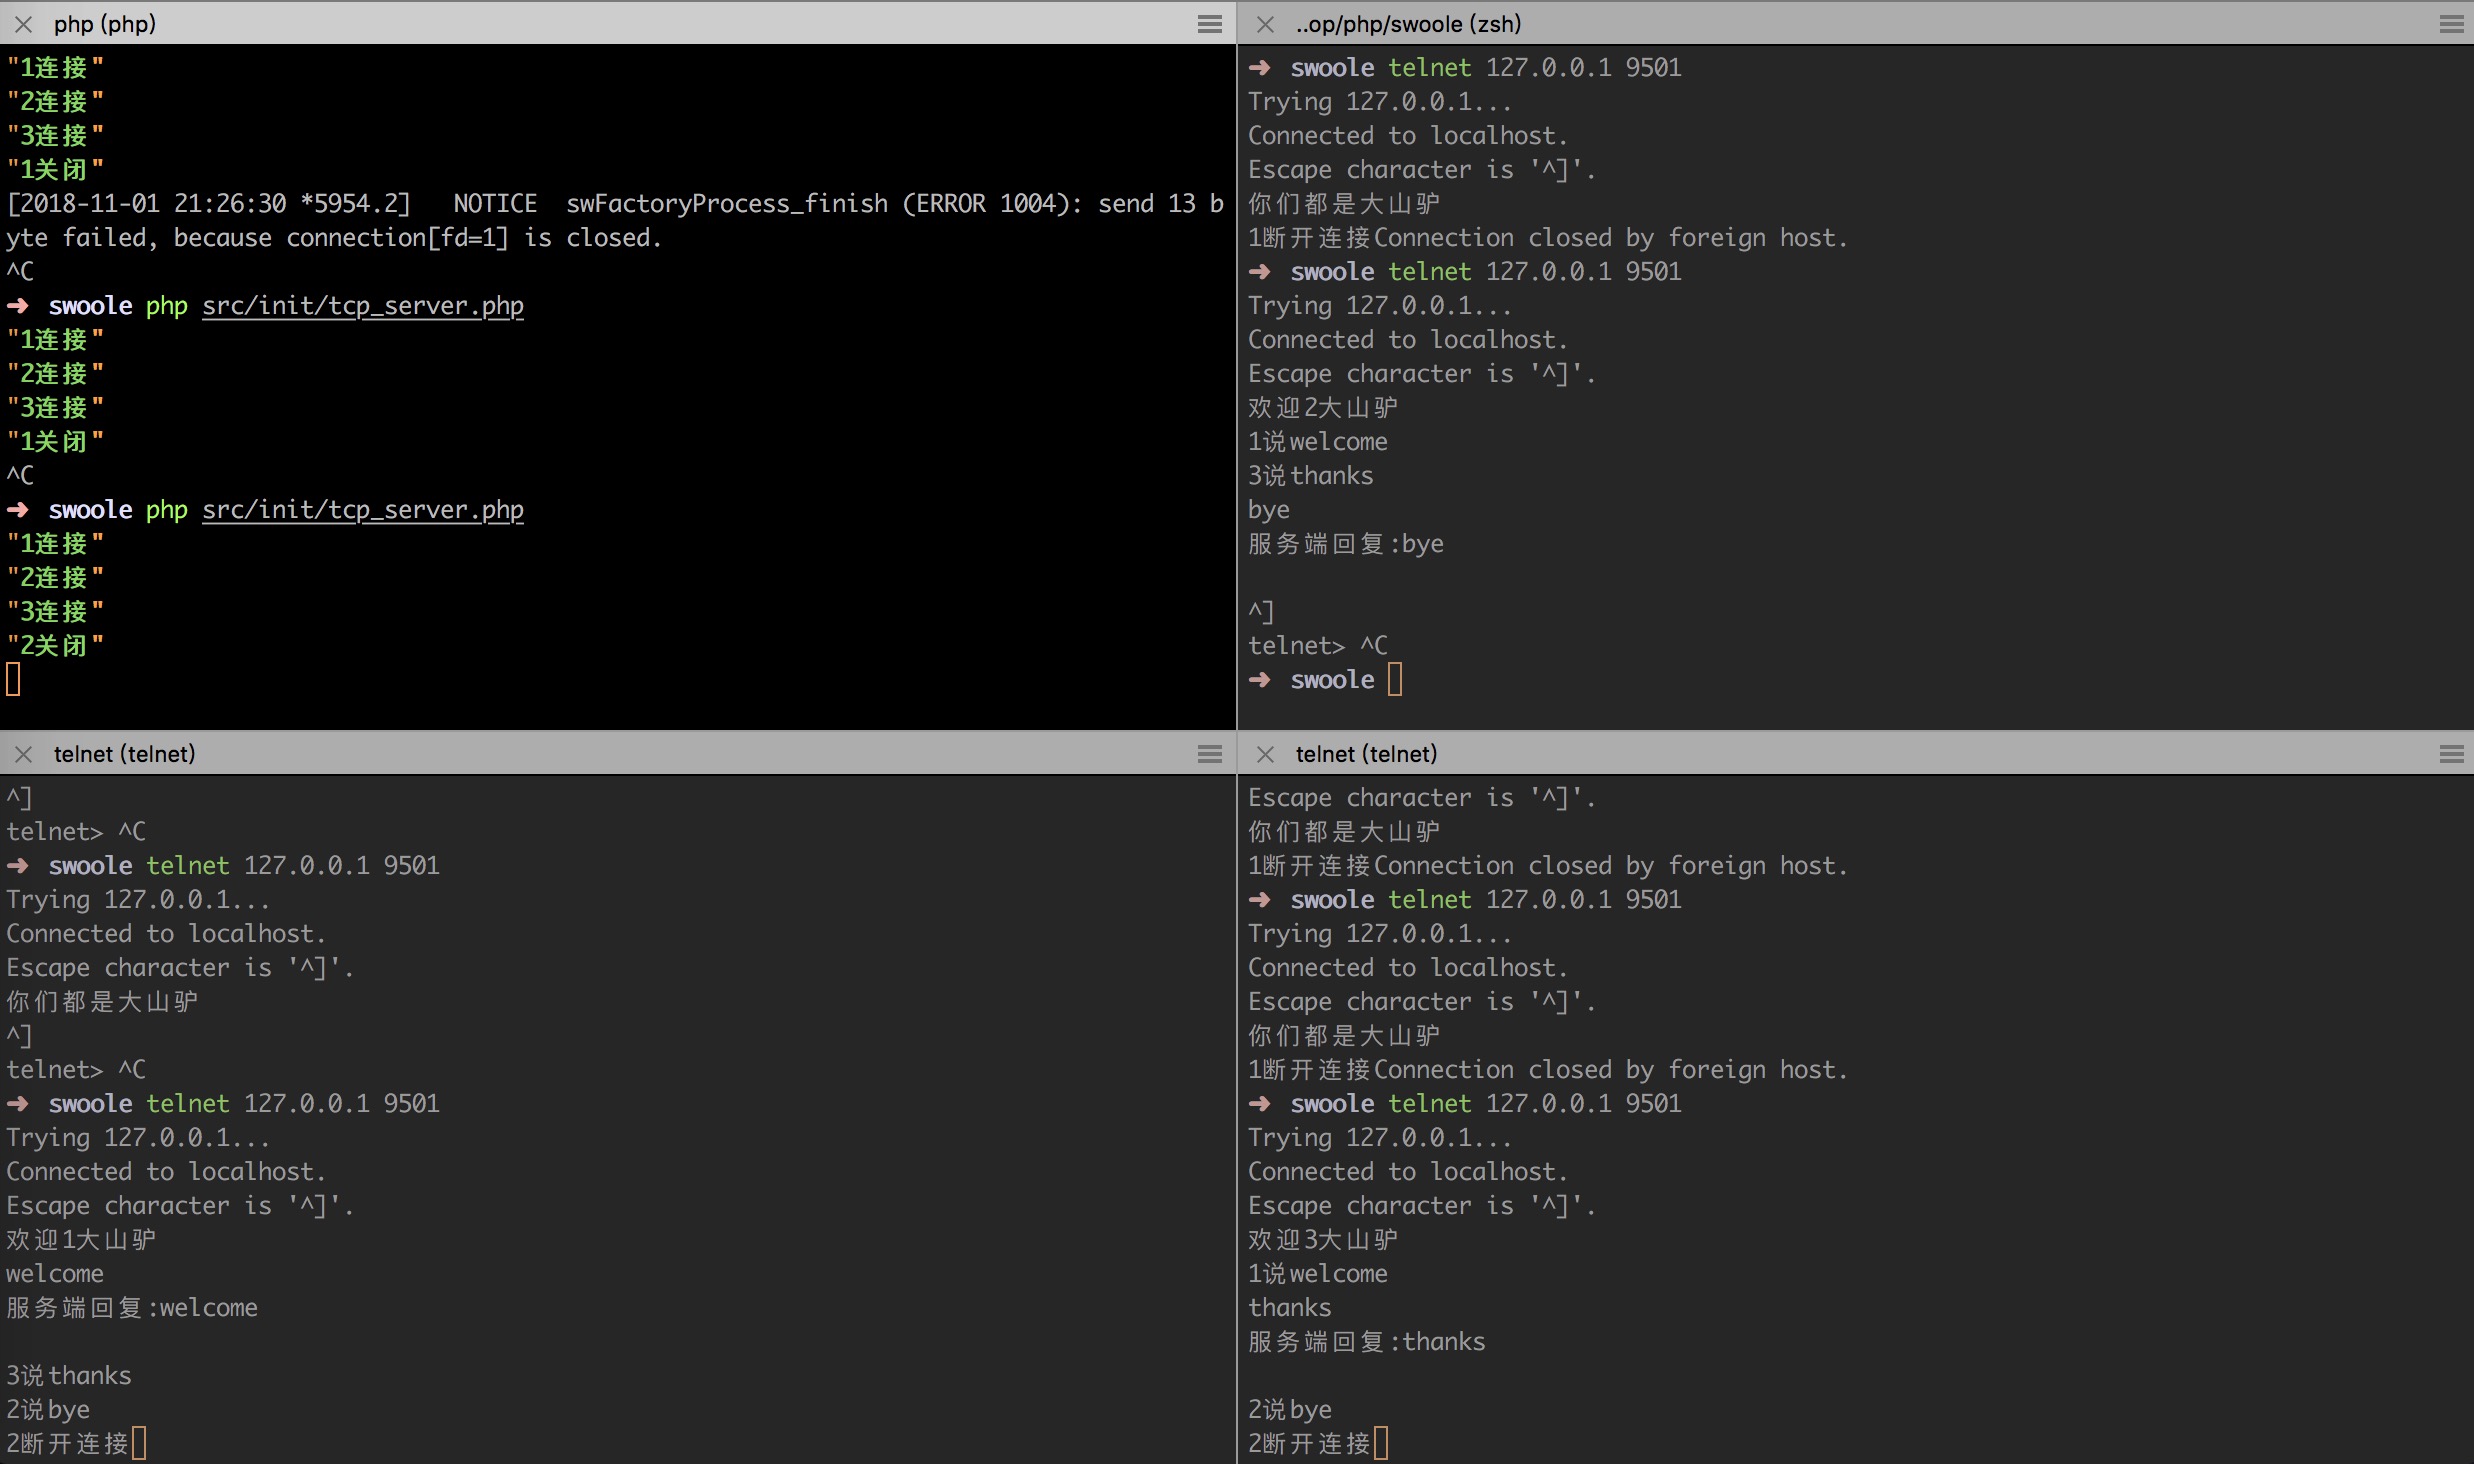 php (php)
"1连接"
"2连接"
"3连接"
"1关闭"
[2018-11-01 21:26:30 *5954.2]   NOTICE  swFactoryProcess_finish (ERROR 1004): send 13 b
yte failed, because connection[fd=1] is closed.
^C
➜  swoole php src/init/tcp_server.php
"1连接"
"2连接"
"3连接"
"1关闭"
^C
➜  swoole php src/init/tcp_server.php
"1连接"
"2连接"
"3连接"
"2关闭"
..op/php/swoole (zsh)
➜  swoole telnet 127.0.0.1 9501
Trying 127.0.0.1...
Connected to localhost.
Escape character is '^]'.
你们都是大山驴
1断开连接Connection closed by foreign host.
➜  swoole telnet 127.0.0.1 9501
Trying 127.0.0.1...
Connected to localhost.
Escape character is '^]'.
欢迎2大山驴
1说welcome
3说thanks
bye
服务端回复:bye
^]
telnet> ^C
➜  swoole
telnet (telnet)
^]
telnet> ^C
➜  swoole telnet 127.0.0.1 9501
Trying 127.0.0.1...
Connected to localhost.
Escape character is '^]'.
你们都是大山驴
^]
telnet> ^C
➜  swoole telnet 127.0.0.1 9501
Trying 127.0.0.1...
Connected to localhost.
Escape character is '^]'.
欢迎1大山驴
welcome
服务端回复:welcome
3说thanks
2说bye
2断开连接
telnet (telnet)
Escape character is '^]'.
你们都是大山驴
1断开连接Connection closed by foreign host.
➜  swoole telnet 127.0.0.1 9501
Trying 127.0.0.1...
Connected to localhost.
Escape character is '^]'.
你们都是大山驴
1断开连接Connection closed by foreign host.
➜  swoole telnet 127.0.0.1 9501
Trying 127.0.0.1...
Connected to localhost.
Escape character is '^]'.
欢迎3大山驴
1说welcome
thanks
服务端回复:thanks
2说bye
2断开连接